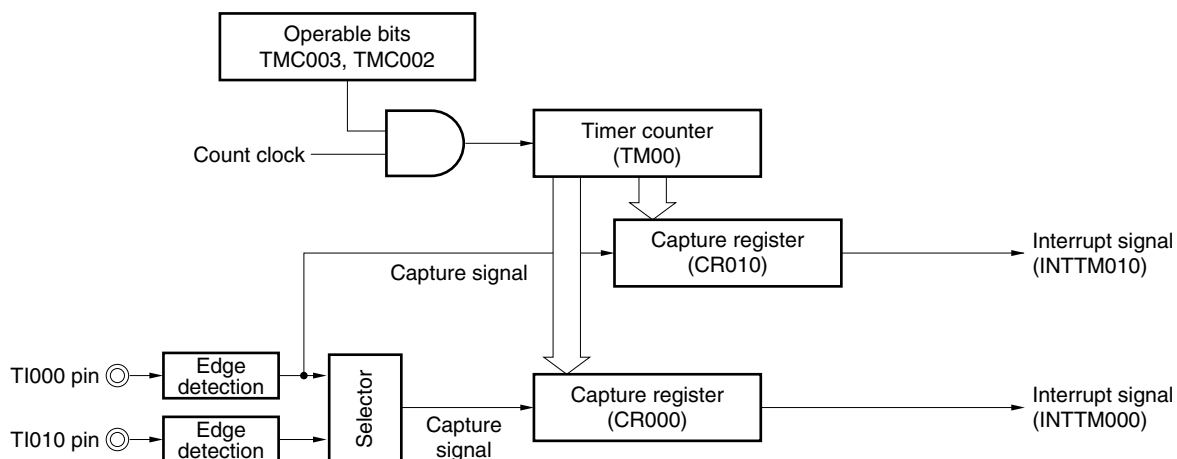 Operable bits
TMC003, TMC002
Count clock
Timer counter
(TM00)
Capture register
(CR010)
Interrupt signal
(INTTM010)
Capture signal
TI000 pin
Edge
detection
Selector
Capture register
(CR000)
Interrupt signal
(INTTM000)
TI010 pin
Edge
detection
Capture
signal